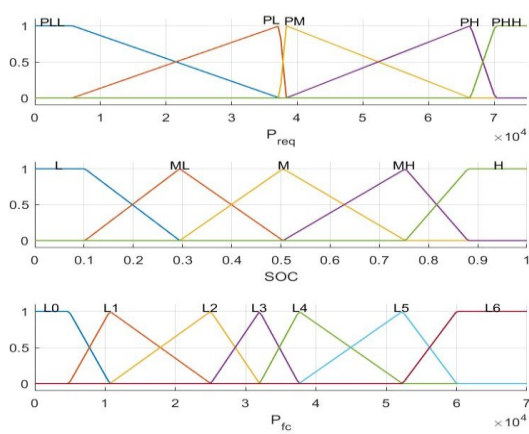 PLL PL PM PH PHH
1
0.5
0
0 1 2 3 4 5 6 7
P_req ×10^4
L ML M MH H
1
0.5
0
0 0.1 0.2 0.3 0.4 0.5 0.6 0.7 0.8 0.9 1
SOC
L0 L1 L2 L3 L4 L5 L6
1
0.5
0
0 1 2 3 4 5 6 7
P_fc ×10^4